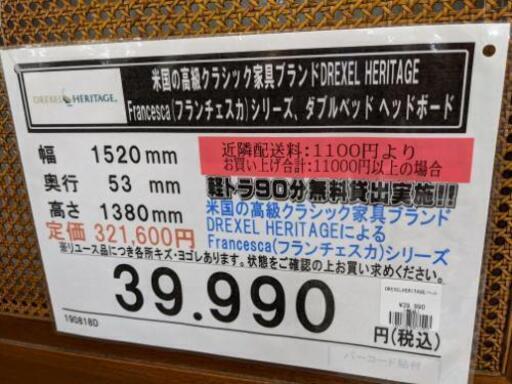 DREXEL HERITAGE.
米国の高級クラシック家具ブランドDREXEL HERITAGE
Francesca(フランチェスカ)シリーズ、ダブルベッド ヘッドボード
幅 1520mm
奥行 53mm
高さ 1380mm
定価 321,600円
近隣配送料:1100円より
お買い上げ合計:11000円以上の場合
軽トラ90分無料貸出実施!!
米国の高級クラシック家具ブランド
DREXEL HERITAGEによる
Francesca(フランチェスカ)シリーズ
※リユース品につき各所キズ・ヨゴレあります。状態をご確認の上お買い求めください。
39.990
円(税込)
190818D
DREXEL HERITAGE/ヘッ
¥39,990
バーコード貼付